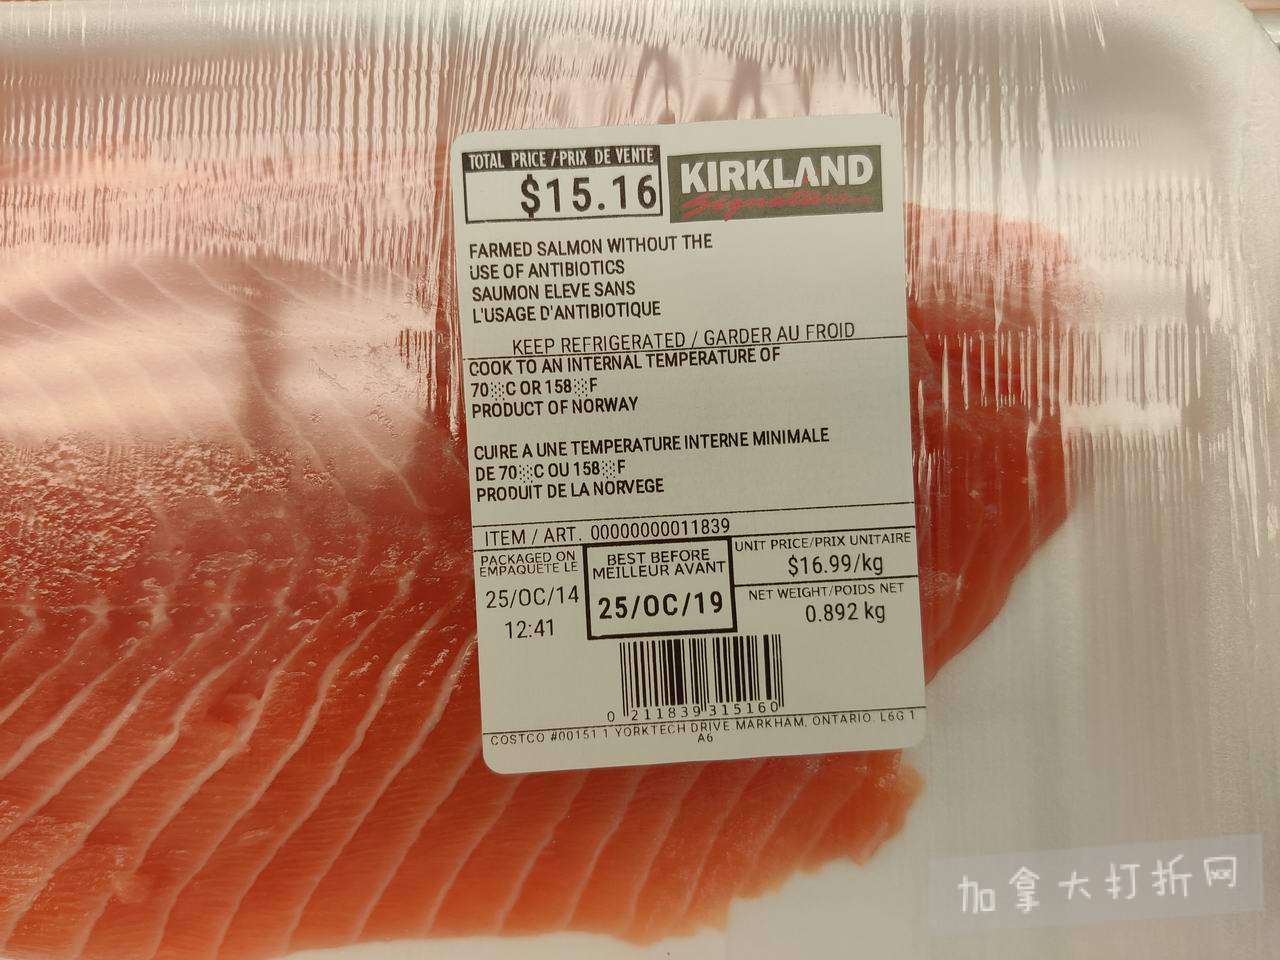 TOTAL PRICE/PRIX DE VENTE
$15.16
KIRKLAND
Signature
FARMED SALMON WITHOUT THE
USE OF ANTIBIOTICS
SAUMON ELEVE SANS
L'USAGE D'ANTIBIOTIQUE
KEEP REFRIGERATED / GARDER AU FROID
COOK TO AN INTERNAL TEMPERATURE OF
70░C OR 158░F
PRODUCT OF NORWAY
CUIRE A UNE TEMPERATURE INTERNE MINIMALE
DE 70░C OU 158░F
PRODUIT DE LA NORVEGE
ITEM / ART. 00000000011839
PACKAGED ON
EMPAQUETE LE
25/OC/14
12:41
BEST BEFORE
MEILLEUR AVANT
25/OC/19
UNIT PRICE/PRIX UNITAIRE
$16.99/kg
NET WEIGHT/POIDS NET
0.892 kg
0 211839 315160
COSTCO #00151 1 YORKTECH DRIVE MARKHAM, ONTARIO, L6G 1
A6
加拿大打折网